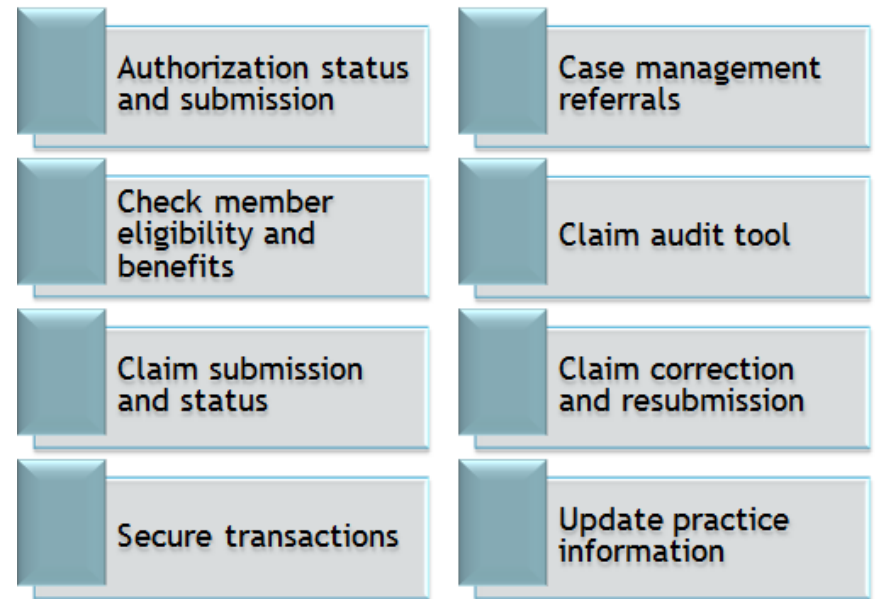 Authorization status
and submission
Case management
referrals
Check member
eligibility and
benefits
Claim audit tool
Claim submission
and status
Claim correction
and resubmission
Secure transactions
Update practice
information